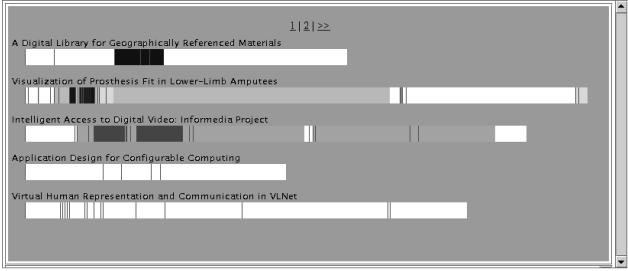 1 | 2 | >>
A Digital Library for Geographically Referenced Materials
Visualization of Prosthesis Fit in Lower-Limb Amputees
Intelligent Access to Digital Video: Informedia Project
Application Design for Configurable Computing
Virtual Human Representation and Communication in VLNet